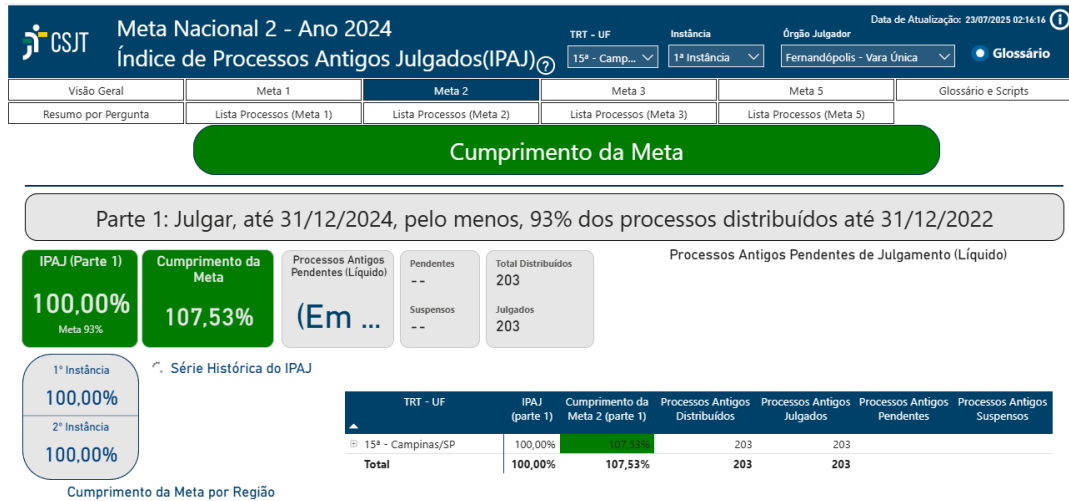 CSJT
Meta Nacional 2 - Ano 2024
Índice de Processos Antigos Julgados(IPAJ)
Data de Atualização: 23/07/2025 02:16:16
TRT - UF
Instância
Órgão Julgador
15ª - Camp...
1ª Instância
Fernandópolis - Vara Única
Glossário
Visão Geral
Meta 1
Meta 2
Meta 3
Meta 5
Glossário e Scripts
Resumo por Pergunta
Lista Processos (Meta 1)
Lista Processos (Meta 2)
Lista Processos (Meta 3)
Lista Processos (Meta 5)
Cumprimento da Meta
Parte 1: Julgar, até 31/12/2024, pelo menos, 93% dos processos distribuídos até 31/12/2022
IPAJ (Parte 1)
100,00%
Meta 93%
Cumprimento da
Meta
107,53%
Processos Antigos
Pendentes (Líquido)
(Em ...
Pendentes
--
Suspensos
--
Total Distribuídos
203
Julgados
203
Processos Antigos Pendentes de Julgamento (Líquido)
1º Instância
100,00%
2º Instância
100,00%
Série Histórica do IPAJ
TRT - UF IPAJ (parte 1) Cumprimento da Meta 2 (parte 1) Processos Antigos Distribuídos Processos Antigos Julgados Processos Antigos Pendentes Processos Antigos Suspensos
15ª - Campinas/SP 100,00% 107,53% 203 203
Total 100,00% 107,53% 203 203
Cumprimento da Meta por Região